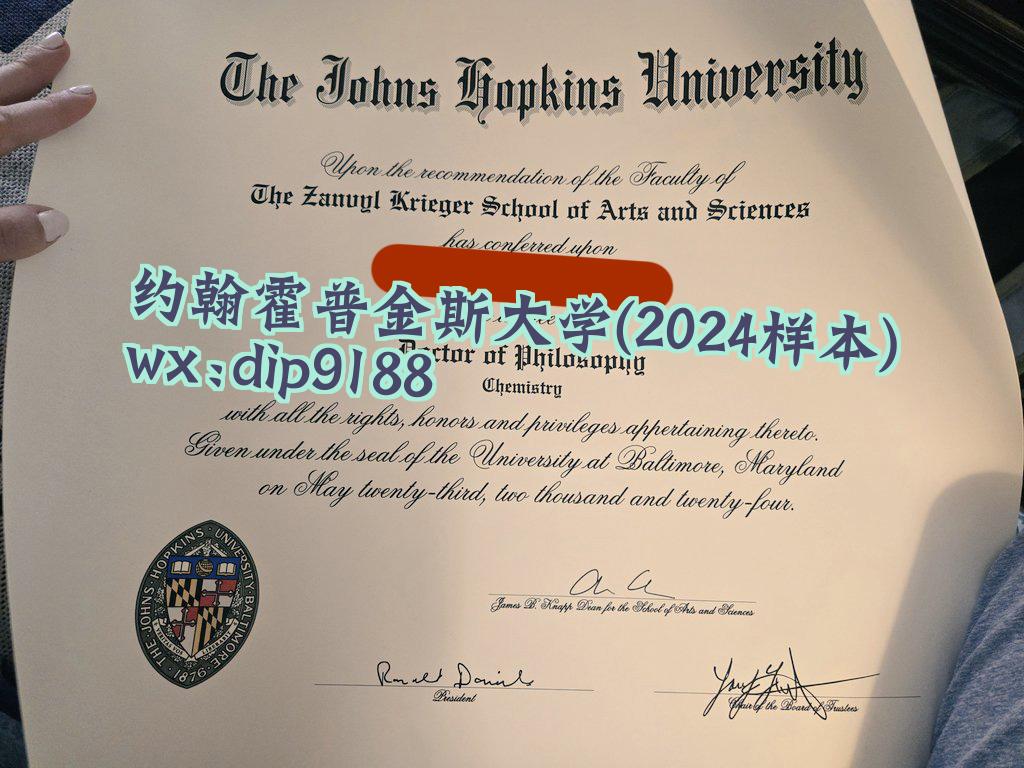 The Johns Hopkins University
Upon the recommendation of the Faculty of
The Zanvyl Krieger School of Arts and Sciences
has conferred upon
约翰霍普金斯大学(2024样本)
Doctor of Philosophy
wx:dip9188
Chemistry
with all the rights, honors and privileges appertaining thereto.
Given under the seal of the University at Baltimore, Maryland
on May twenty-third, two thousand and twenty-four.
THE·JOHNS·HOPKINS·UNIVERSITY·BALTIMORE·
·1876·
James B. Knapp Dean for the School of Arts and Sciences
Ronald Daniels
President
Chair of the Board of Trustees